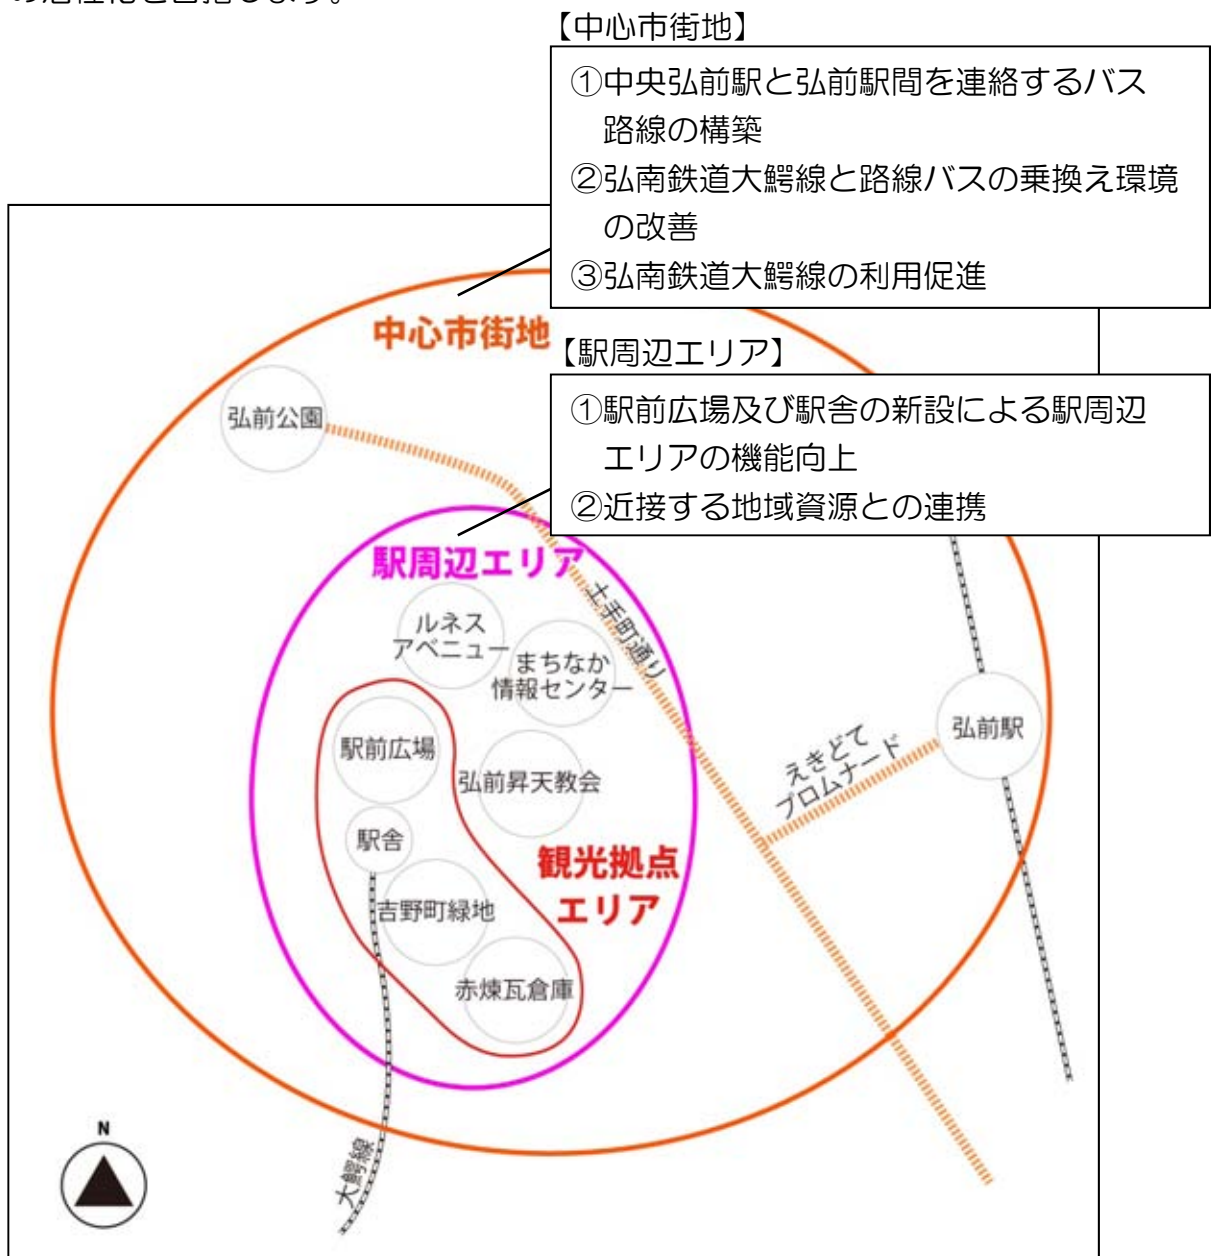 の活性化を目指します。
【中心市街地】
①中央弘前駅と弘前駅間を連絡するバス
路線の構築
②弘南鉄道大鰐線と路線バスの乗換え環境
の改善
③弘南鉄道大鰐線の利用促進
中心市街地
【駅周辺エリア】
①駅前広場及び駅舎の新設による駅周辺
エリアの機能向上
②近接する地域資源との連携
弘前公園
駅周辺エリア
土手町通り
ルネス
アベニュー
まちなか
情報センター
駅前広場
弘前昇天教会
えきどて
プロムナード
弘前駅
駅舎
観光拠点
エリア
吉野町緑地
赤煉瓦倉庫
大鰐線
N